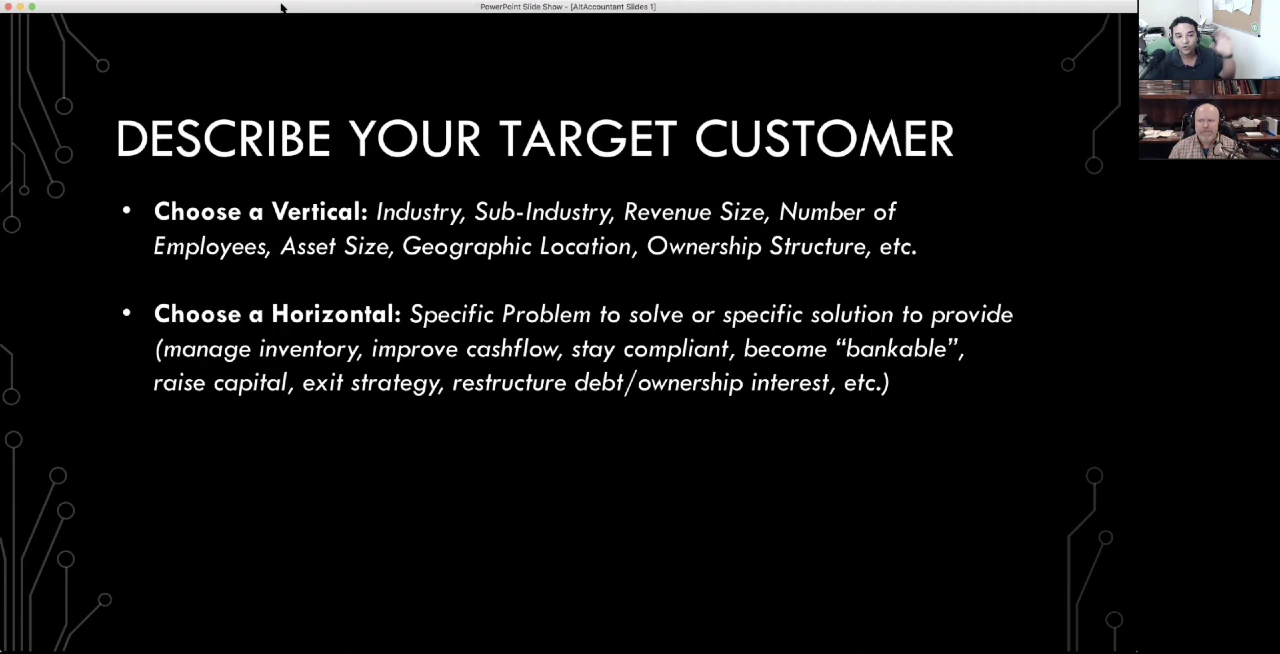 PowerPoint Slide Show - [AltAccountant Slides 1]
DESCRIBE YOUR TARGET CUSTOMER
• Choose a Vertical: Industry, Sub-Industry, Revenue Size, Number of
Employees, Asset Size, Geographic Location, Ownership Structure, etc.
• Choose a Horizontal: Specific Problem to solve or specific solution to provide
(manage inventory, improve cashflow, stay compliant, become “bankable”,
raise capital, exit strategy, restructure debt/ownership interest, etc.)